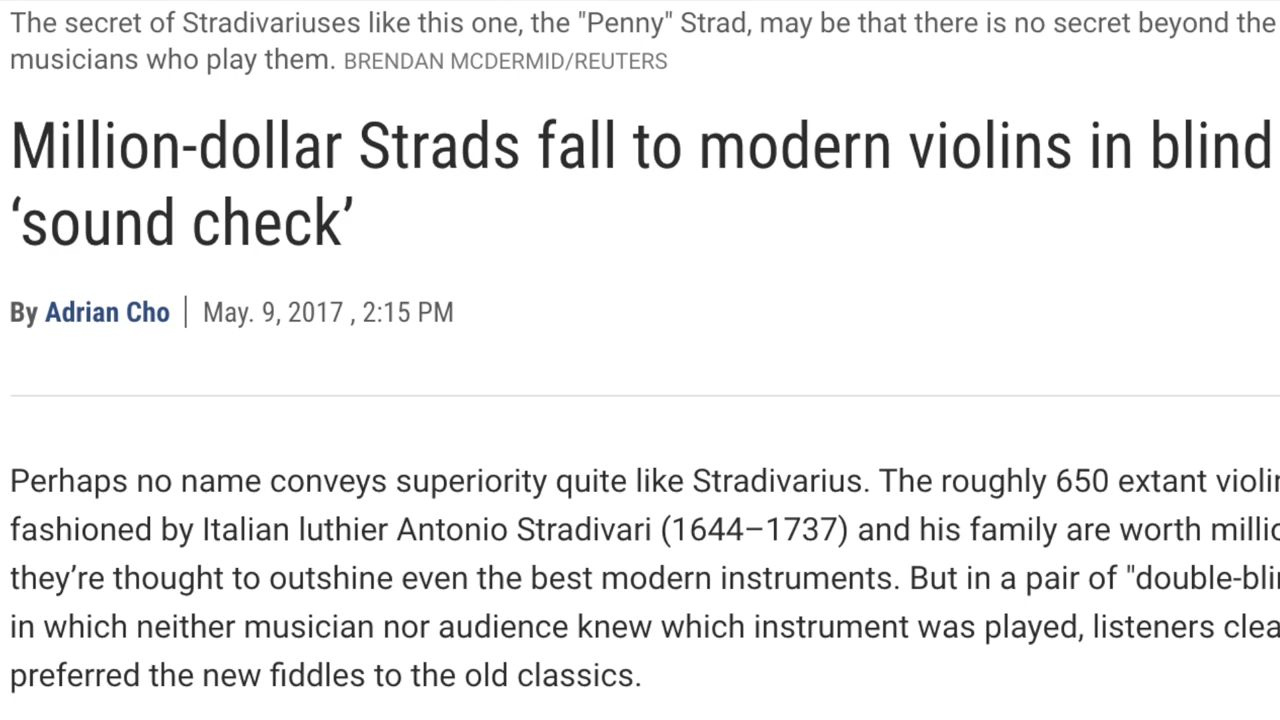 The secret of Stradivariuses like this one, the "Penny" Strad, may be that there is no secret beyond the
musicians who play them. BRENDAN MCDERMID/REUTERS
Million-dollar Strads fall to modern violins in blind
‘sound check’
By Adrian Cho | May. 9, 2017 , 2:15 PM
Perhaps no name conveys superiority quite like Stradivarius. The roughly 650 extant violin
fashioned by Italian luthier Antonio Stradivari (1644–1737) and his family are worth millio
they’re thought to outshine even the best modern instruments. But in a pair of "double-blin
in which neither musician nor audience knew which instrument was played, listeners clea
preferred the new fiddles to the old classics.